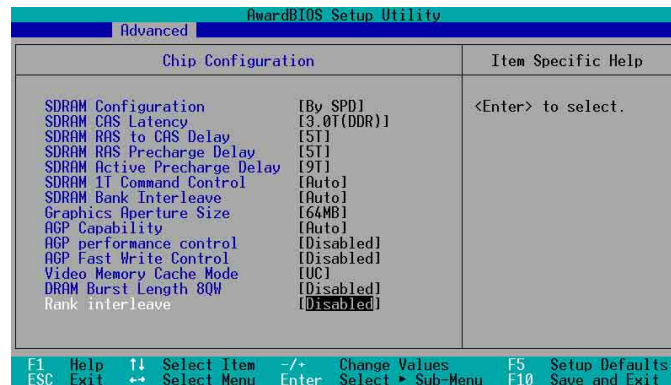 AwardBIOS Setup Utility
Advanced
Chip Configuration
Item Specific Help
SDRAM Configuration [By SPD]
SDRAM CAS Latency [3.0T(DDR)]
SDRAM RAS to CAS Delay [5T]
SDRAM RAS Precharge Delay [5T]
SDRAM Active Precharge Delay [9T]
SDRAM 1T Command Control [Auto]
SDRAM Bank Interleave [Auto]
Graphics Aperture Size [64MB]
AGP Capability [Auto]
AGP performance control [Disabled]
AGP Fast Write Control [Disabled]
Video Memory Cache Mode [UC]
DRAM Burst Length 8QW [Disabled]
Rank interleave [Disabled]
<Enter> to select.
F1 Help ↑↓ Select Item -/+ Change Values F5 Setup Defaults
ESC Exit ←→ Select Menu Enter Select ► Sub-Menu F10 Save and Exit